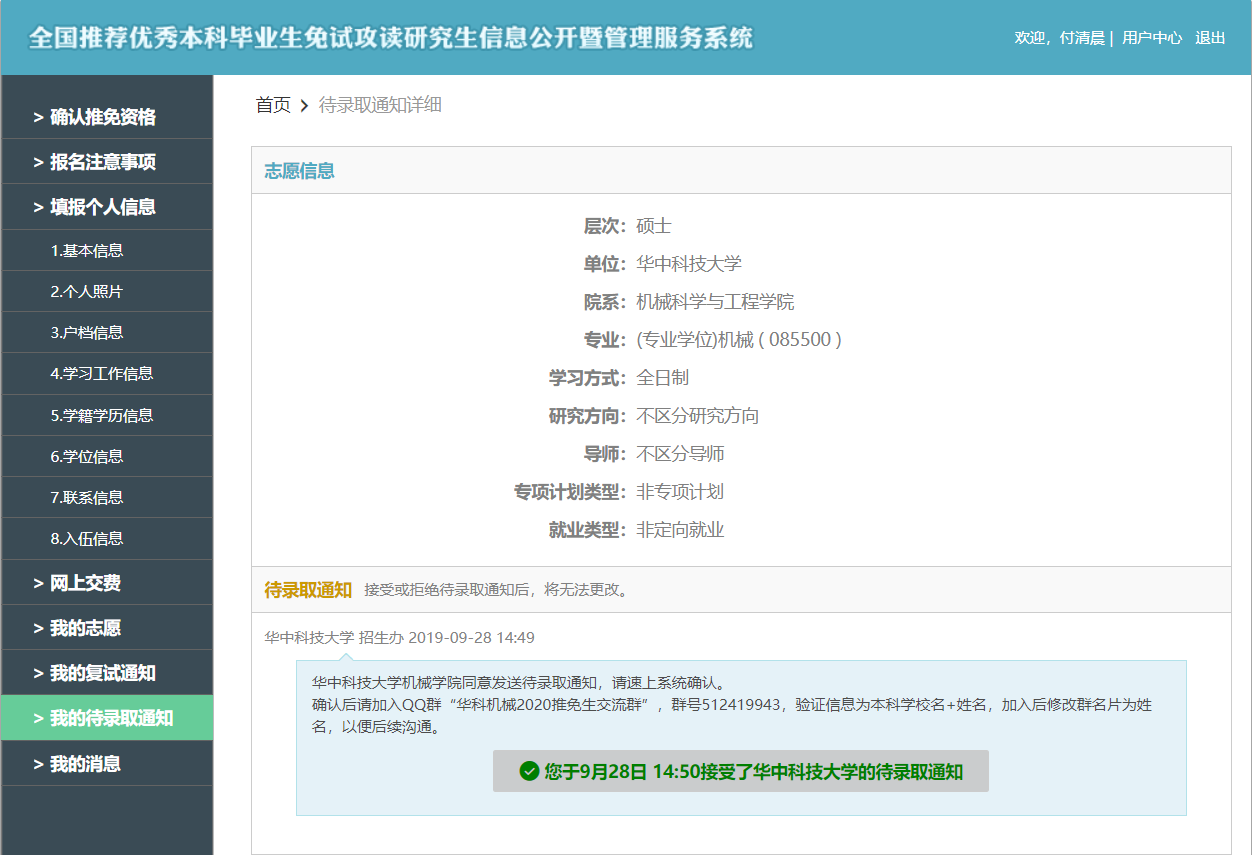 全国推荐优秀本科毕业生免试攻读研究生信息公开暨管理服务系统
欢迎，付清晨 | 用户中心 退出
> 确认推免资格
> 报名注意事项
> 填报个人信息
1.基本信息
2.个人照片
3.户档信息
4.学习工作信息
5.学籍学历信息
6.学位信息
7.联系信息
8.入伍信息
> 网上交费
> 我的志愿
> 我的复试通知
> 我的待录取通知
> 我的消息
首页 > 待录取通知详细
志愿信息
层次： 硕士
单位： 华中科技大学
院系： 机械科学与工程学院
专业： (专业学位)机械 ( 085500 )
学习方式： 全日制
研究方向： 不区分研究方向
导师： 不区分导师
专项计划类型： 非专项计划
就业类型： 非定向就业
待录取通知 接受或拒绝待录取通知后，将无法更改。
华中科技大学 招生办 2019-09-28 14:49
华中科技大学机械学院同意发送待录取通知，请速上系统确认。
确认后请加入QQ群“华科机械2020推免生交流群”，群号512419943，验证信息为本科学校名+姓名，加入后修改群名片为姓
名，以便后续沟通。
您于9月28日 14:50接受了华中科技大学的待录取通知